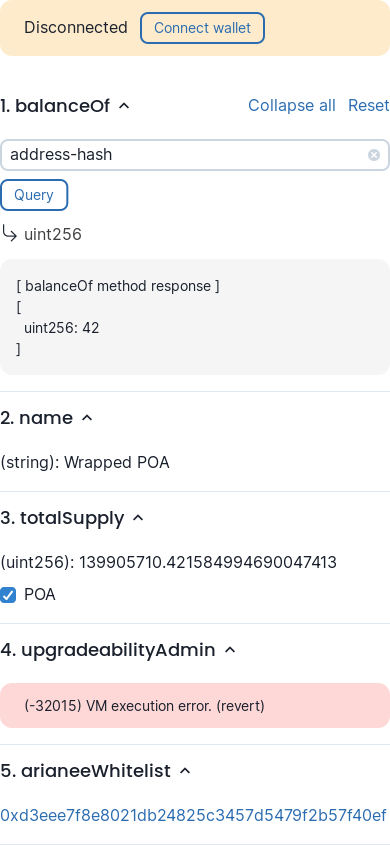 Disconnected Connect wallet
1. balanceOf Collapse all Reset
address-hash
Query
uint256
[ balanceOf method response ]
[
uint256: 42
]
2. name
(string): Wrapped POA
3. totalSupply
(uint256): 139905710.421584994690047413
POA
4. upgradeabilityAdmin
(-32015) VM execution error. (revert)
5. arianeeWhitelist
0xd3eee7f8e8021db24825c3457d5479f2b57f40ef